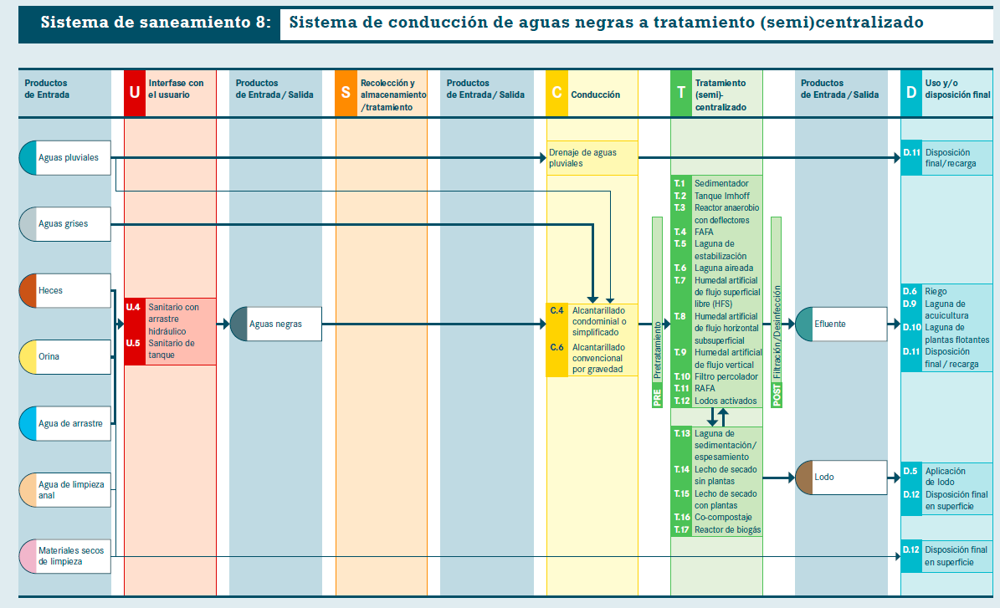 Sistema de saneamiento 8: Sistema de conducción de aguas negras a tratamiento (semi)centralizado
Productos
de Entrada
U
Interfase con
el usuario
Productos
de Entrada / Salida
S
Recolección y
almacenamiento
/tratamiento
Productos
de Entrada / Salida
C
Conducción
T
Tratamiento
(semi)-
centralizado
Productos
de Entrada / Salida
D
Uso y/o
disposición final
Aguas pluviales
Aguas grises
Heces
Orina
Agua de arrastre
Agua de limpieza
anal
Materiales secos
de limpieza
U.4 Sanitario con
arrastre
hidráulico
U.5 Sanitario de
tanque
Aguas negras
Drenaje de aguas
pluviales
C.4 Alcantarillado
condominial o
simplificado
C.6 Alcantarillado
convencional
por gravedad
PRE Pretratamiento
T.1 Sedimentador
T.2 Tanque Imhoff
T.3 Reactor anaerobio
con deflectores
T.4 FAFA
T.5 Laguna de
estabilización
T.6 Laguna aireada
T.7 Humedal artificial
de flujo superficial
libre (HFS)
T.8 Humedal artificial
de flujo horizontal
subsuperficial
T.9 Humedal artificial
de flujo vertical
T.10 Filtro percolador
T.11 RAFA
T.12 Lodos activados
T.13 Laguna de
sedimentación/
espesamiento
T.14 Lecho de secado
sin plantas
T.15 Lecho de secado
con plantas
T.16 Co-compostaje
T.17 Reactor de biogás
POST Filtración/Desinfección
Efluente
Lodo
D.11 Disposición
final/recarga
D.6 Riego
D.9 Laguna de
acuicultura
D.10 Laguna de
plantas flotantes
D.11 Disposición
final/ recarga
D.5 Aplicación
de lodo
D.12 Disposición final
en superficie
D.12 Disposición final
en superficie